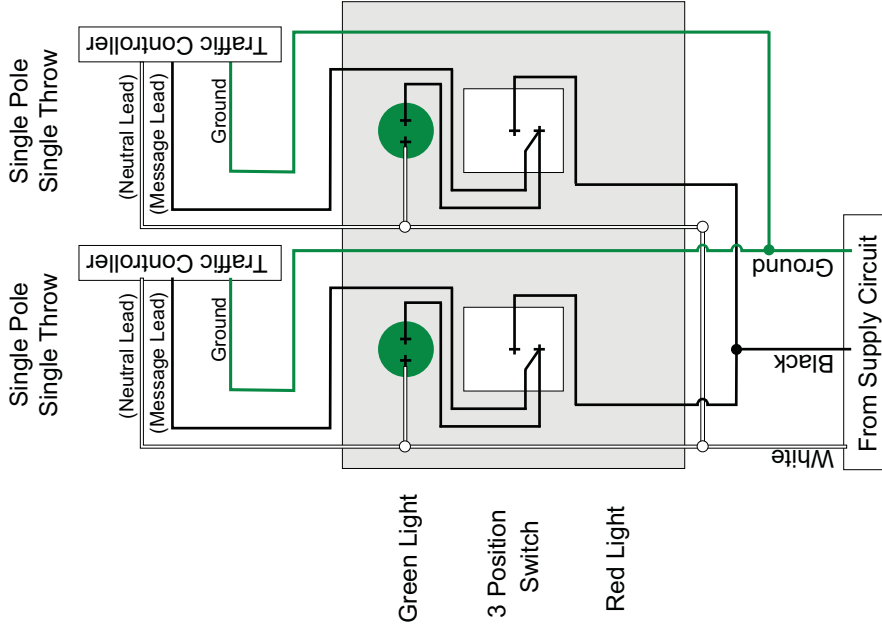 Single Pole
Single Throw
Traffic Controller
(Neutral Lead)
(Message Lead)
Ground
Single Pole
Single Throw
Traffic Controller
(Neutral Lead)
(Message Lead)
Ground
Green Light
3 Position
Switch
Red Light
Ground
Black
White
From Supply Circuit